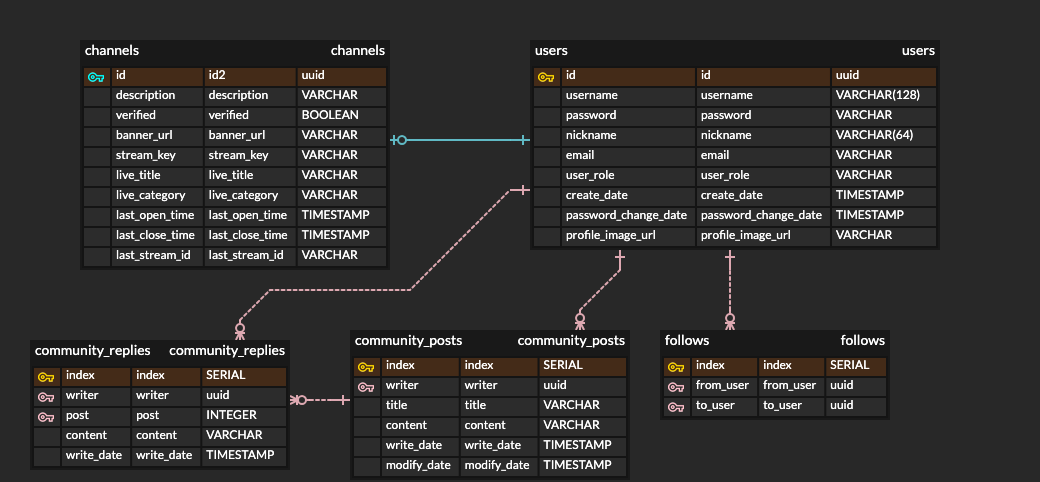 channels channels
id id2 uuid
description description VARCHAR
verified verified BOOLEAN
banner_url banner_url VARCHAR
stream_key stream_key VARCHAR
live_title live_title VARCHAR
live_category live_category VARCHAR
last_open_time last_open_time TIMESTAMP
last_close_time last_close_time TIMESTAMP
last_stream_id last_stream_id VARCHAR
users users
id id uuid
username username VARCHAR(128)
password password VARCHAR
nickname nickname VARCHAR(64)
email email VARCHAR
user_role user_role VARCHAR
create_date create_date TIMESTAMP
password_change_date password_change_date TIMESTAMP
profile_image_url profile_image_url VARCHAR
community_replies community_replies
index index SERIAL
writer writer uuid
post post INTEGER
content content VARCHAR
write_date write_date TIMESTAMP
community_posts community_posts
index index SERIAL
writer writer uuid
title title VARCHAR
content content VARCHAR
write_date write_date TIMESTAMP
modify_date modify_date TIMESTAMP
follows follows
index index SERIAL
from_user from_user uuid
to_user to_user uuid